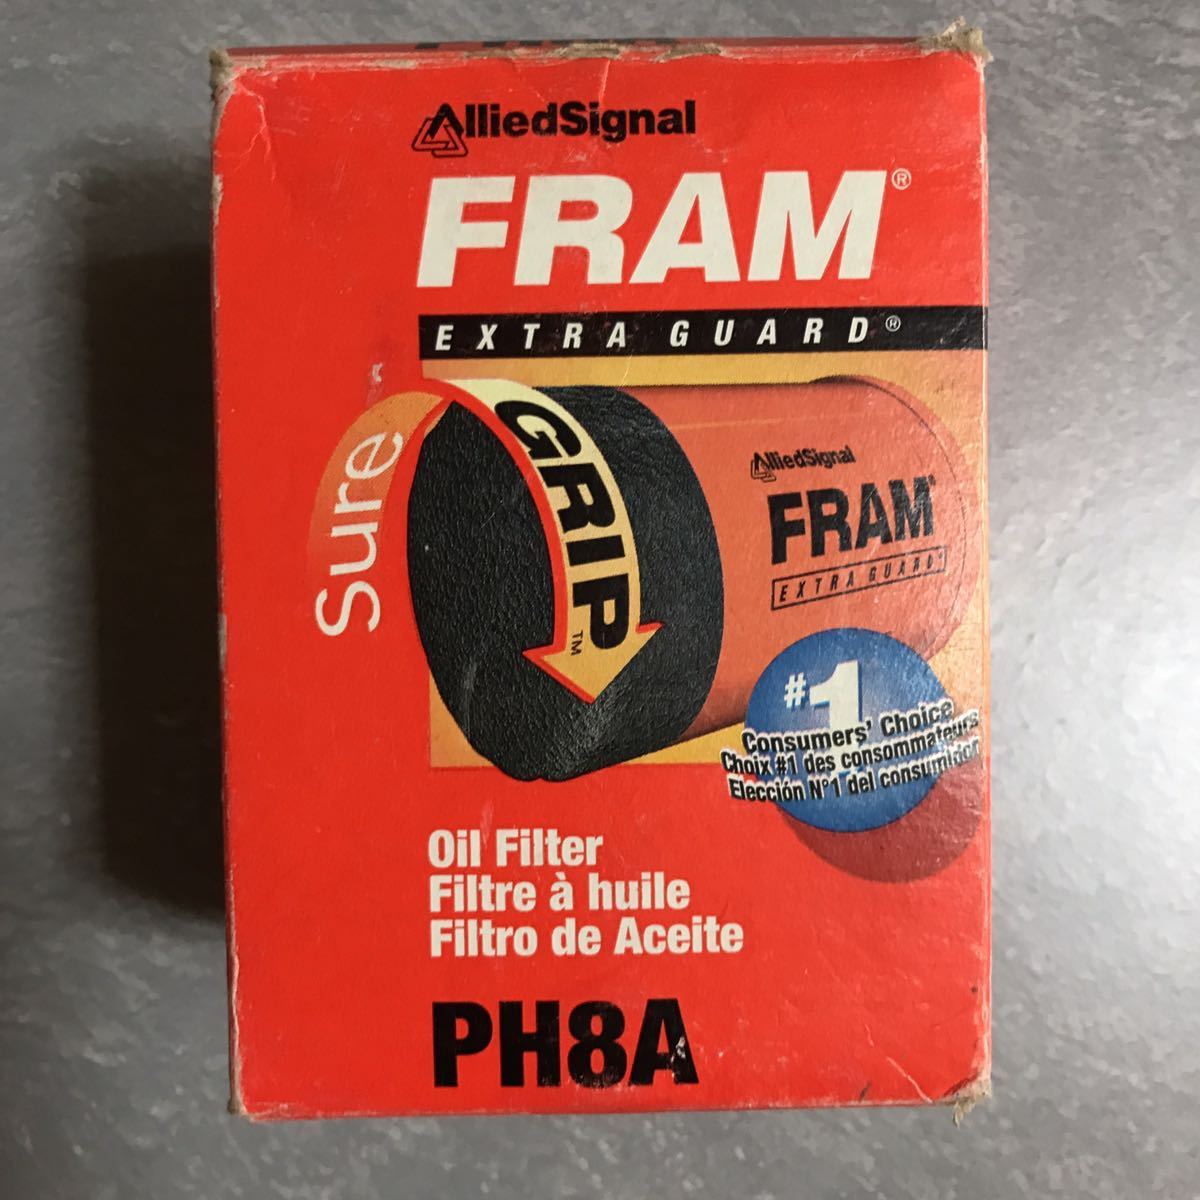 AlliedSignal
FRAM®
EXTRA GUARD®
Sure
GRIP™
AlliedSignal
FRAM®
EXTRA GUARD®
#1
Consumers' Choice
Choix #1 des consommateurs
Elección N°1 del consumidor
Oil Filter
Filtre à huile
Filtro de Aceite
PH8A